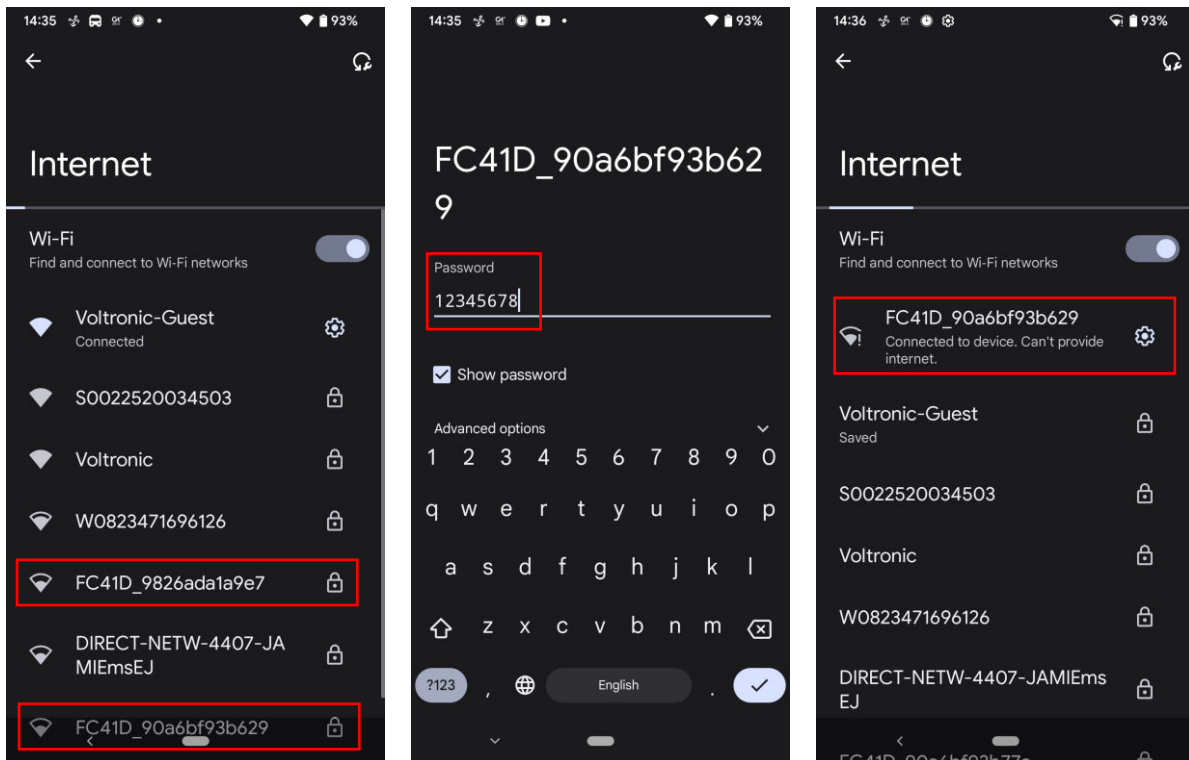 14:35
93%
Internet
Wi-Fi
Find and connect to Wi-Fi networks
Voltronic-Guest
Connected
S0022520034503
Voltronic
W0823471696126
FC41D_9826ada1a9e7
DIRECT-NETW-4407-JA
MIEmsEJ
FC41D_90a6bf93b629
14:35
93%
FC41D_90a6bf93b62
9
Password
12345678
Show password
Advanced options
1 2 3 4 5 6 7 8 9 0
q w e r t y u i o p
a s d f g h j k l
z x c v b n m
?123 , English .
14:36
93%
Internet
Wi-Fi
Find and connect to Wi-Fi networks
FC41D_90a6bf93b629
Connected to device. Can't provide
internet.
Voltronic-Guest
Saved
S0022520034503
Voltronic
W0823471696126
DIRECT-NETW-4407-JAMIEms
EJ